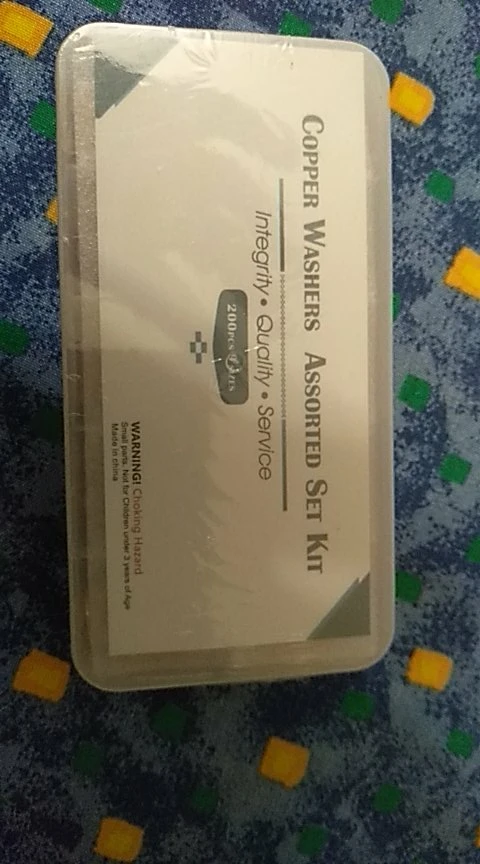 COPPER WASHERS ASSORTED SET KIT
Integrity • Quality • Service
200PCS
WARNING! Choking Hazard
Small parts. Not for Children under 3 years of Age
Made in china